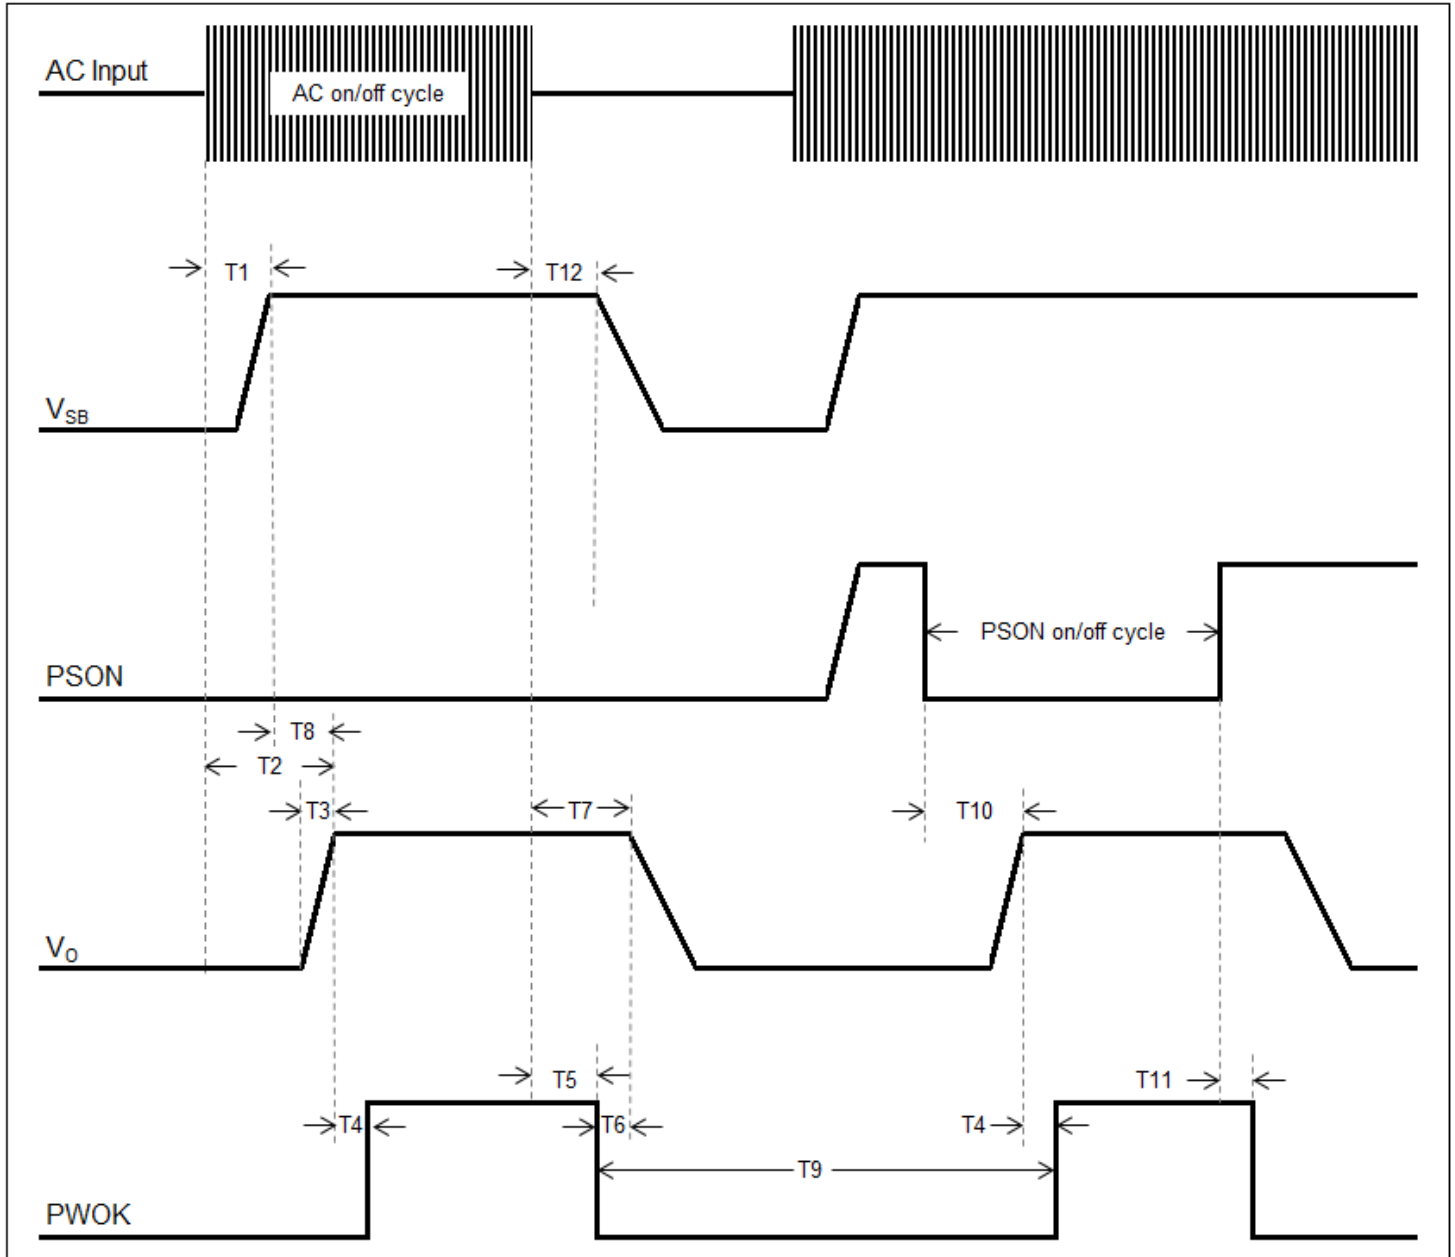 AC Input
AC on/off cycle
T1
T12
VSB
PSON on/off cycle
PSON
T8
T2
T3
T7
T10
VO
T5
T11
T4
T6
T4
T9
PWOK